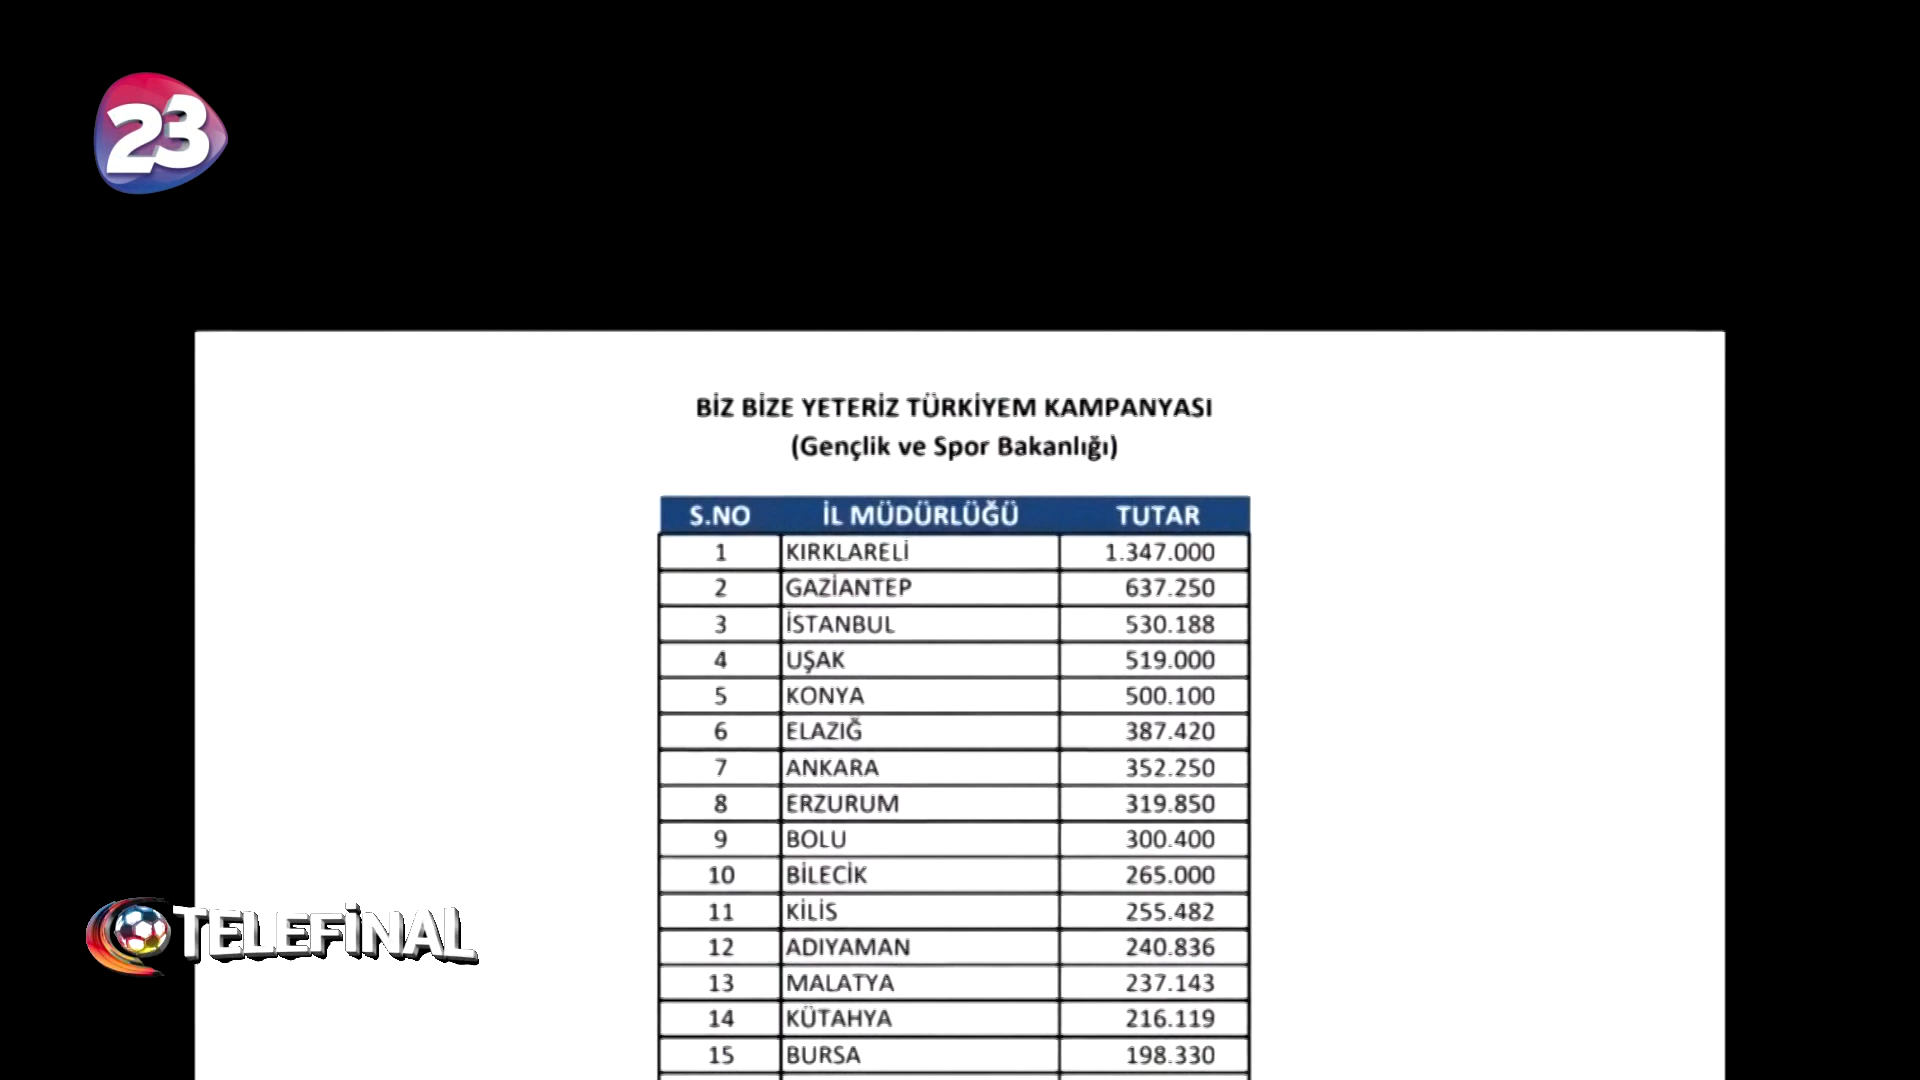 23
BİZ BİZE YETERİZ TÜRKİYEM KAMPANYASI
(Gençlik ve Spor Bakanlığı)
S.NO İL MÜDÜRLÜĞÜ TUTAR
1 KIRKLARELİ 1.347.000
2 GAZİANTEP 637.250
3 İSTANBUL 530.188
4 UŞAK 519.000
5 KONYA 500.100
6 ELAZIĞ 387.420
7 ANKARA 352.250
8 ERZURUM 319.850
9 BOLU 300.400
10 BİLECİK 265.000
11 KİLİS 255.482
12 ADIYAMAN 240.836
13 MALATYA 237.143
14 KÜTAHYA 216.119
15 BURSA 198.330
TELEFİNAL